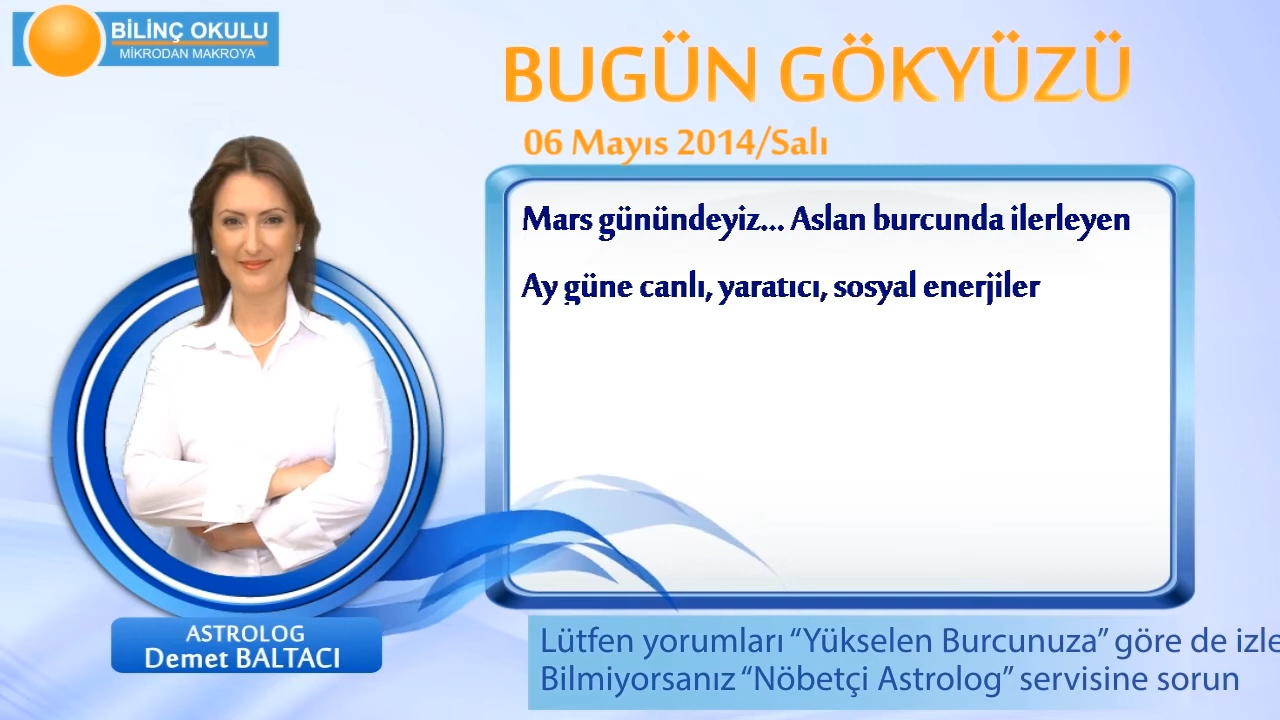 BİLİNÇ OKULU
MİKRODAN MAKROYA
BUGÜN GÖKYÜZÜ
06 Mayıs 2014/Salı
Mars günündeyiz... Aslan burcunda ilerleyen
Ay güne canlı, yaratıcı, sosyal enerjiler
ASTROLOG
Demet BALTACI
Lütfen yorumları “Yükselen Burcunuza” göre de izle
Bilmiyorsanız “Nöbetçi Astrolog” servisine sorun